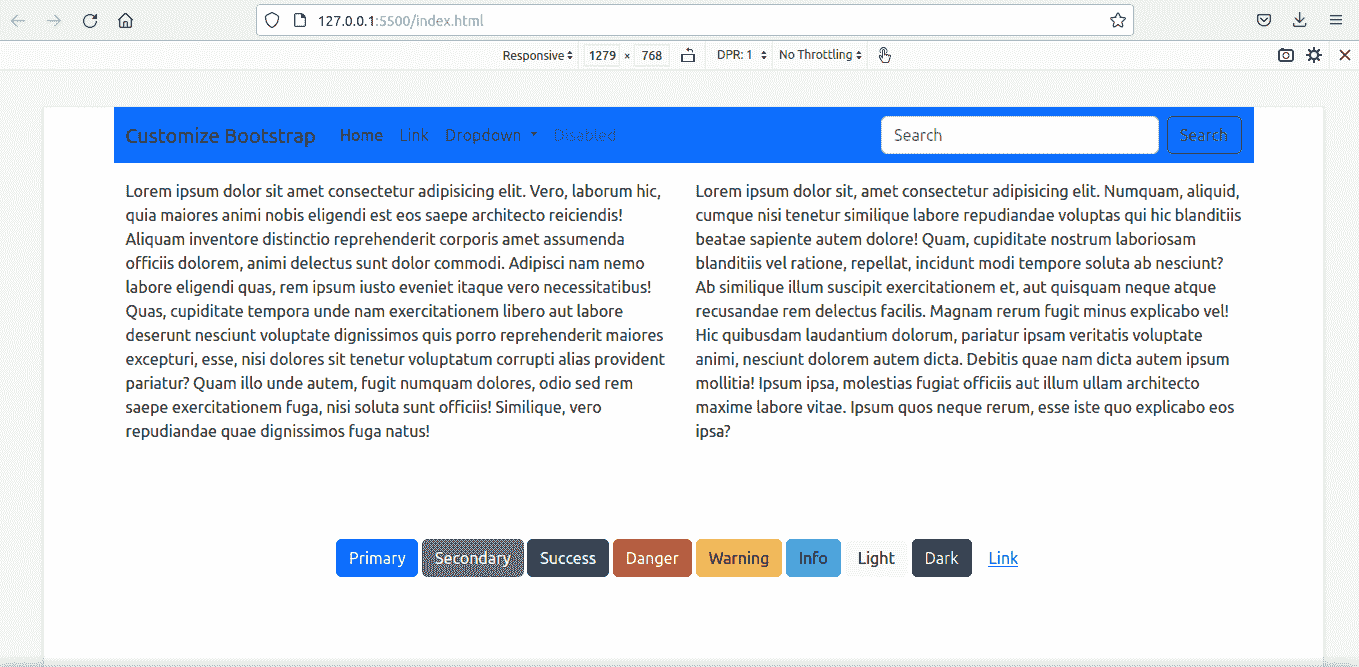 127.0.0.1:5500/index.html
Responsive 1279 × 768 DPR: 1 No Throttling
Customize Bootstrap Home Link Dropdown Disabled Search Search
Lorem ipsum dolor sit amet consectetur adipisicing elit. Vero, laborum hic,
quia maiores animi nobis eligendi est eos saepe architecto reiciendis!
Aliquam inventore distinctio reprehenderit corporis amet assumenda
officiis dolorem, animi delectus sunt dolor commodi. Adipisci nam nemo
labore eligendi quas, rem ipsum iusto eveniet itaque vero necessitatibus!
Quas, cupiditate tempora unde nam exercitationem libero aut labore
deserunt nesciunt voluptate dignissimos quis porro reprehenderit maiores
excepturi, esse, nisi dolores sit tenetur voluptatum corrupti alias provident
pariatur? Quam illo unde autem, fugit numquam dolores, odio sed rem
saepe exercitationem fuga, nisi soluta sunt officiis! Similique, vero
repudiandae quae dignissimos fuga natus!
Lorem ipsum dolor sit, amet consectetur adipisicing elit. Numquam, aliquid,
cumque nisi tenetur similique labore repudiandae voluptas qui hic blanditiis
beatae sapiente autem dolore! Quam, cupiditate nostrum laboriosam
blanditiis vel ratione, repellat, incidunt modi tempore soluta ab nesciunt?
Ab similique illum suscipit exercitationem et, aut quisquam neque atque
recusandae rem delectus facilis. Magnam rerum fugit minus explicabo vel!
Hic quibusdam laudantium dolorum, pariatur ipsam veritatis voluptate
animi, nesciunt dolorem autem dicta. Debitis quae nam dicta autem ipsum
mollitia! Ipsum ipsa, molestias fugiat officiis aut illum ullam architecto
maxime labore vitae. Ipsum quos neque rerum, esse iste quo explicabo eos
ipsa?
Primary Secondary Success Danger Warning Info Light Dark Link